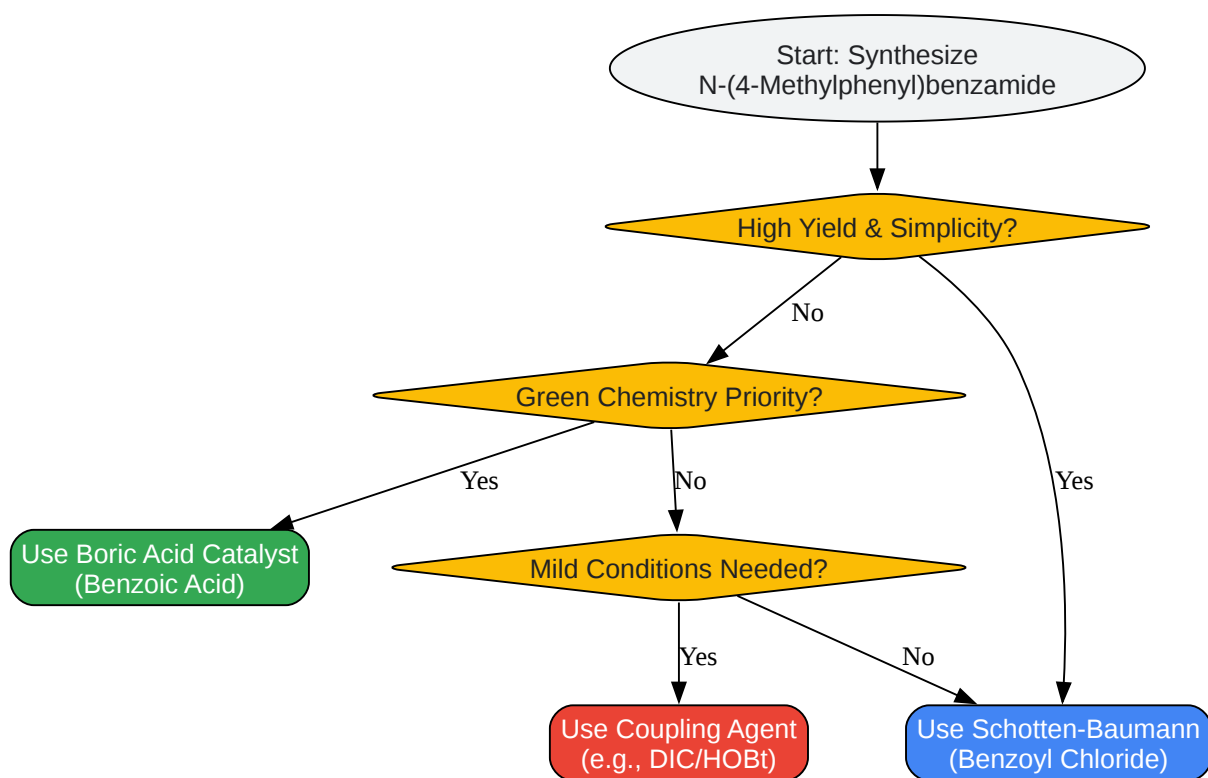 Start: Synthesize
N-(4-Methylphenyl)benzamide
High Yield & Simplicity?
No
Green Chemistry Priority?
Yes
No
Yes
Use Boric Acid Catalyst
(Benzoic Acid)
Mild Conditions Needed?
Yes
No
Use Coupling Agent
(e.g., DIC/HOBt)
Use Schotten-Baumann
(Benzoyl Chloride)